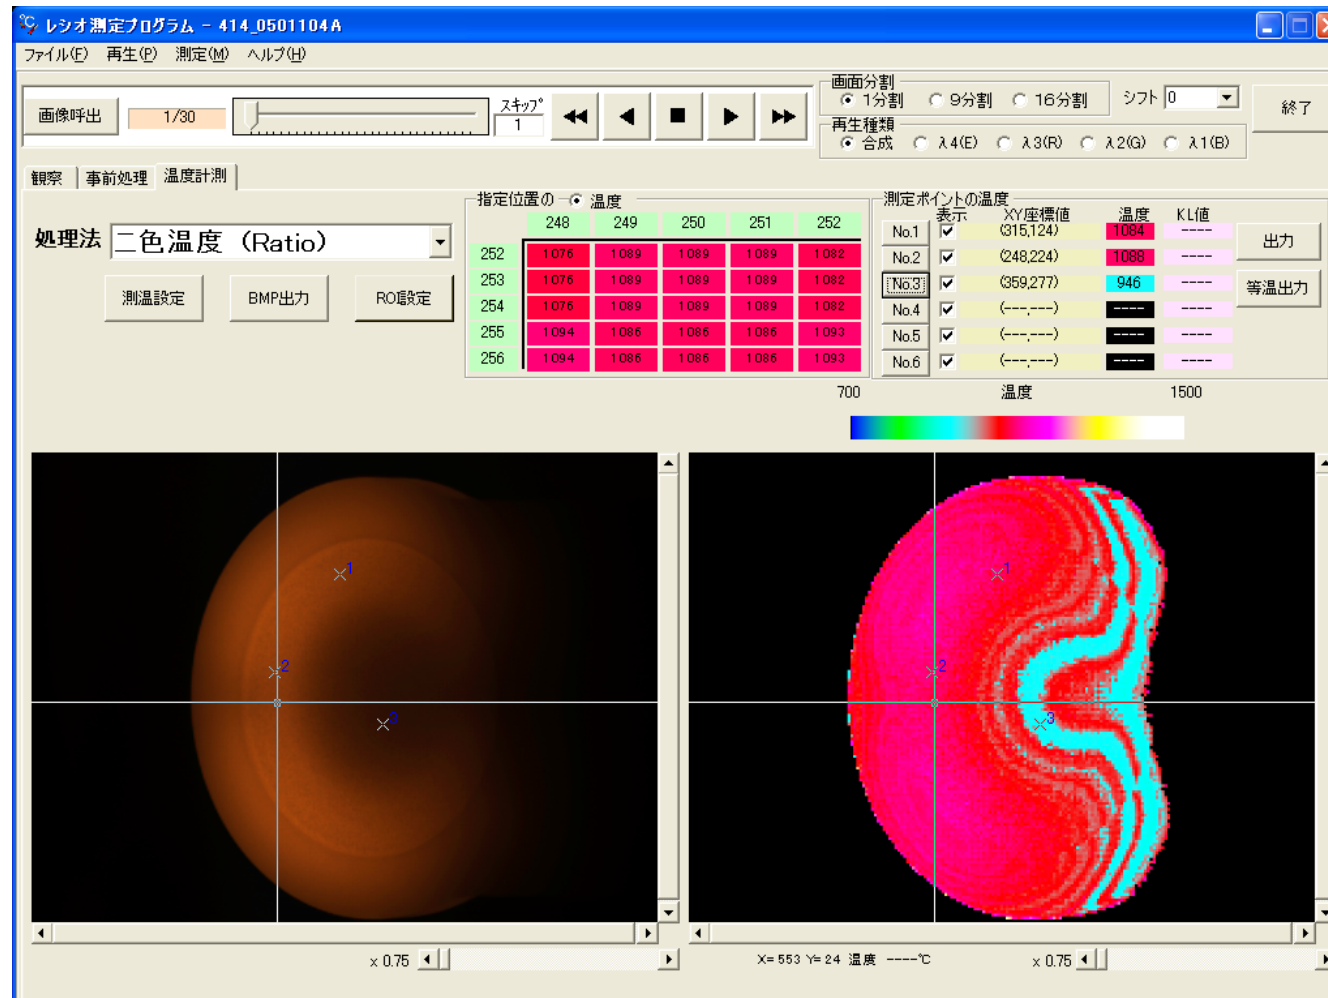 ℃ レシオ測定プログラム - 414_0501104A
ファイル(F) 再生(P) 測定(M) ヘルプ(H)
画像呼出 1/30 スキップ 1
画面分割
1分割 9分割 16分割
シフト 0
終了
再生種類
合成 λ4(E) λ3(R) λ2(G) λ1(B)
観察 事前処理 温度計測
処理法 二色温度 (Ratio)
測温設定 BMP出力 ROI設定
指定位置の 温度
248 249 250 251 252
252 1076 1089 1089 1089 1082
253 1076 1089 1089 1089 1082
254 1076 1089 1089 1089 1082
255 1094 1086 1086 1086 1093
256 1094 1086 1086 1086 1093
測定ポイントの温度
表示 XY座標値 温度 KL値
No.1 (315,124) 1084 ----
No.2 (248,224) 1088 ----
No.3 (359,277) 946 ----
No.4 (---,---) ---- ----
No.5 (---,---) ---- ----
No.6 (---,---) ---- ----
出力
等温出力
700 温度 1500
1
2
3
1
2
3
x 0.75
X= 553 Y= 24 温度 ----℃
x 0.75